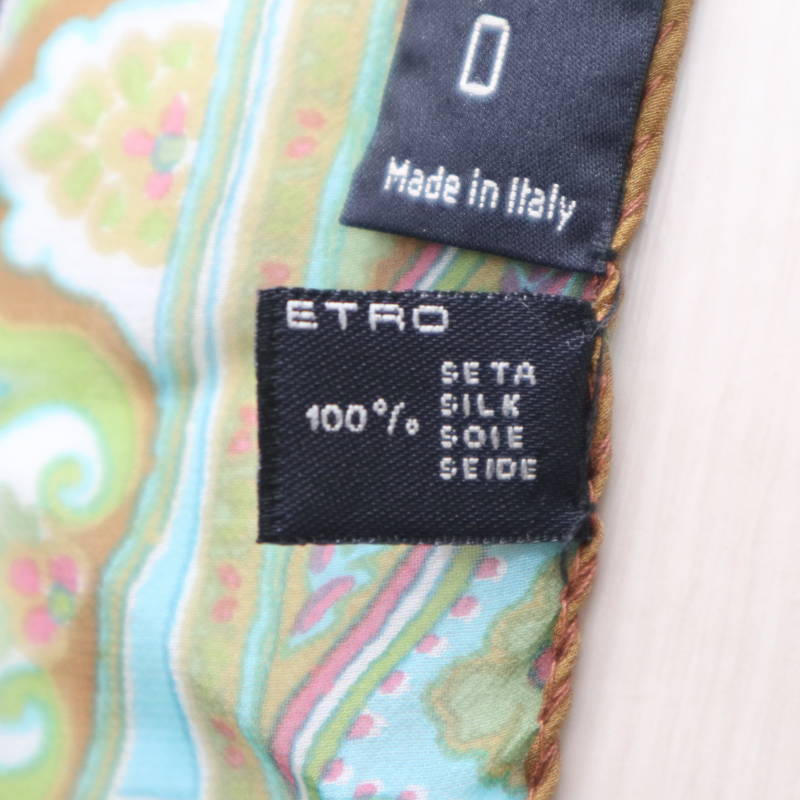 O
Made in Italy
ETRO
100%
SETA
SILK
SOIE
SEIDE